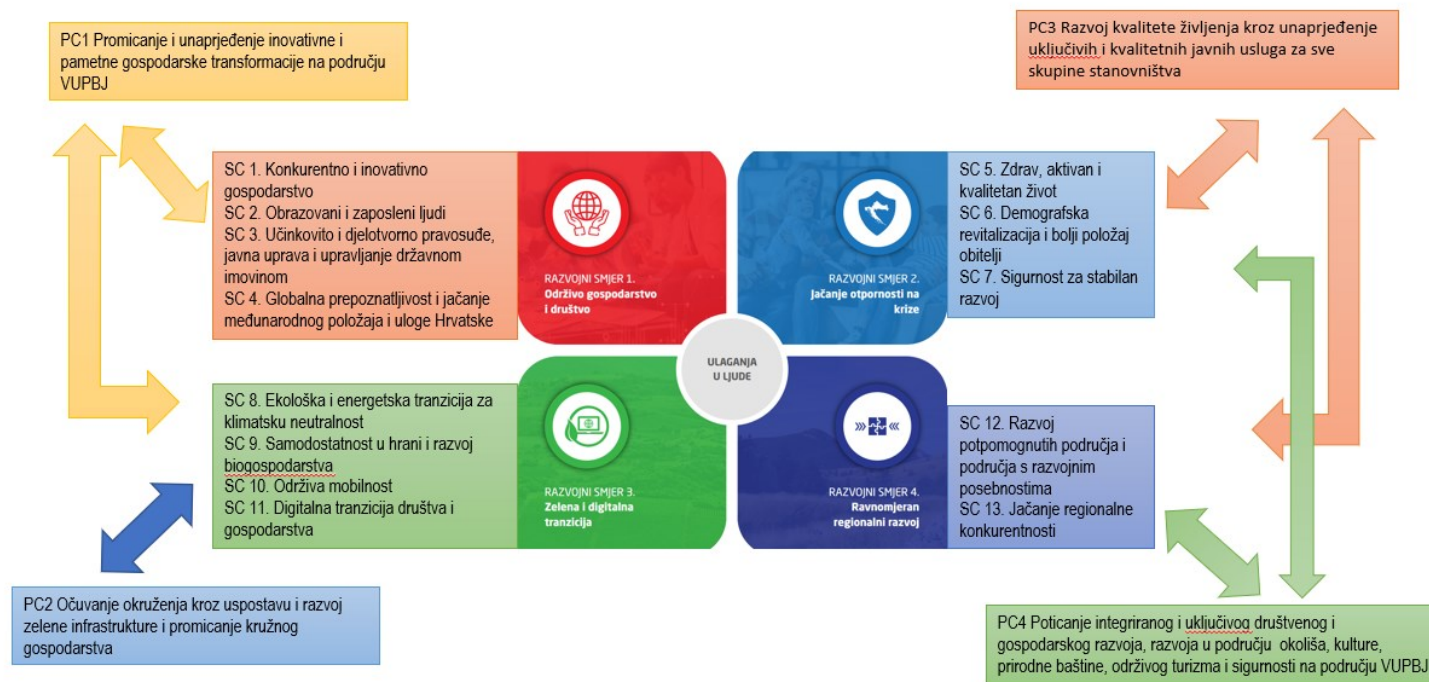 PC1 Promicanje i unaprjeđenje inovativne i
pametne gospodarske transformacije na području
VUPBJ
PC3 Razvoj kvalitete življenja kroz unaprjeđenje
uključivih i kvalitetnih javnih usluga za sve
skupine stanovništva
SC 1. Konkurentno i inovativno
gospodarstvo
SC 2. Obrazovani i zaposleni ljudi
SC 3. Učinkovito i djelotvorno pravosuđe,
javna uprava i upravljanje državnom
imovinom
SC 4. Globalna prepoznatljivost i jačanje
međunarodnog položaja i uloge Hrvatske
RAZVOJNI SMJER 1.
Održivo gospodarstvo
i društvo
RAZVOJNI SMJER 2.
Jačanje otpornosti na
krize
SC 5. Zdrav, aktivan i
kvalitetan život
SC 6. Demografska
revitalizacija i bolji položaj
obitelji
SC 7. Sigurnost za stabilan
razvoj
ULAGANJA
U LJUDE
SC 8. Ekološka i energetska tranzicija za
klimatsku neutralnost
SC 9. Samodostatnost u hrani i razvoj
biogospodarstva
SC 10. Održiva mobilnost
SC 11. Digitalna tranzicija društva i
gospodarstva
RAZVOJNI SMJER 3.
Zelena i digitalna
tranzicija
RAZVOJNI SMJER 4.
Ravnomjeran
regionalni razvoj
SC 12. Razvoj
potpomognutih područja i
područja s razvojnim
posebnostima
SC 13. Jačanje regionalne
konkurentnosti
PC2 Očuvanje okruženja kroz uspostavu i razvoj
zelene infrastrukture i promicanje kružnog
gospodarstva
PC4 Poticanje integriranog i uključivog društvenog i
gospodarskog razvoja, razvoja u području okoliša, kulture,
prirodne baštine, održivog turizma i sigurnosti na području VUPBJ